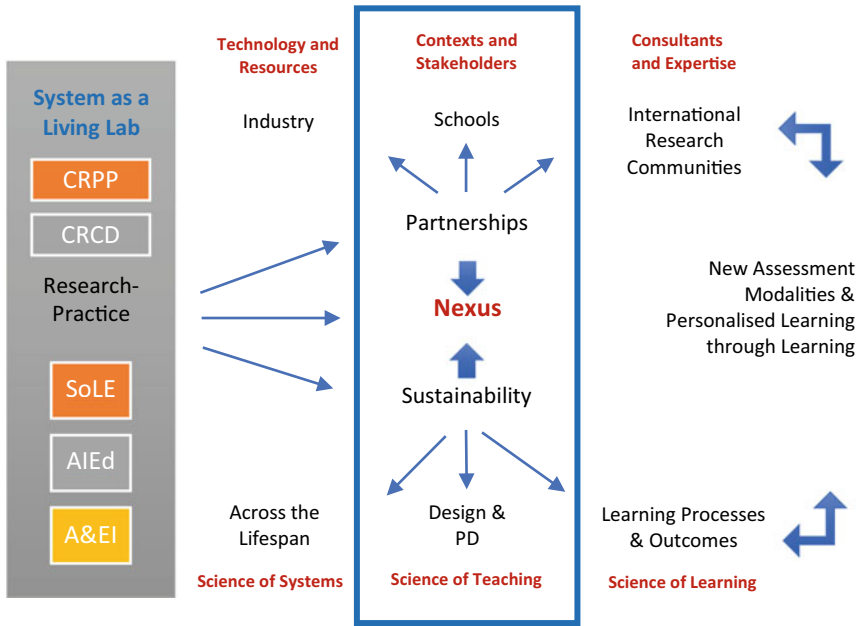 System as a
Living Lab
CRPP
CRCD
Research-
Practice
SoLE
AIEd
A&EI
Technology and
Resources
Industry
Across the
Lifespan
Science of Systems
Contexts and
Stakeholders
Schools
Partnerships
Nexus
Sustainability
Design &
PD
Science of Teaching
Consultants
and Expertise
International
Research
Communities
New Assessment
Modalities &
Personalised Learning
through Learning
Learning Processes
& Outcomes
Science of Learning